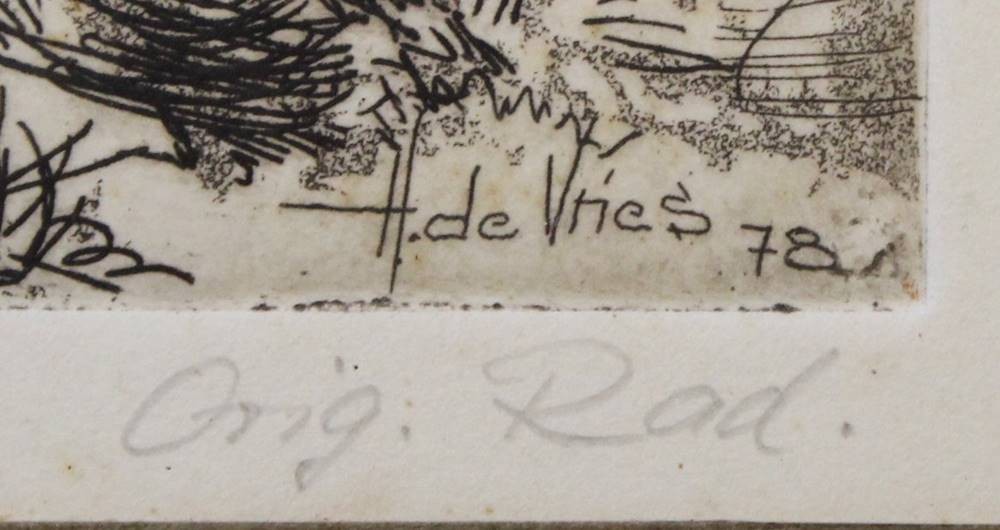 A. de Vries 78
Orig. Rad.